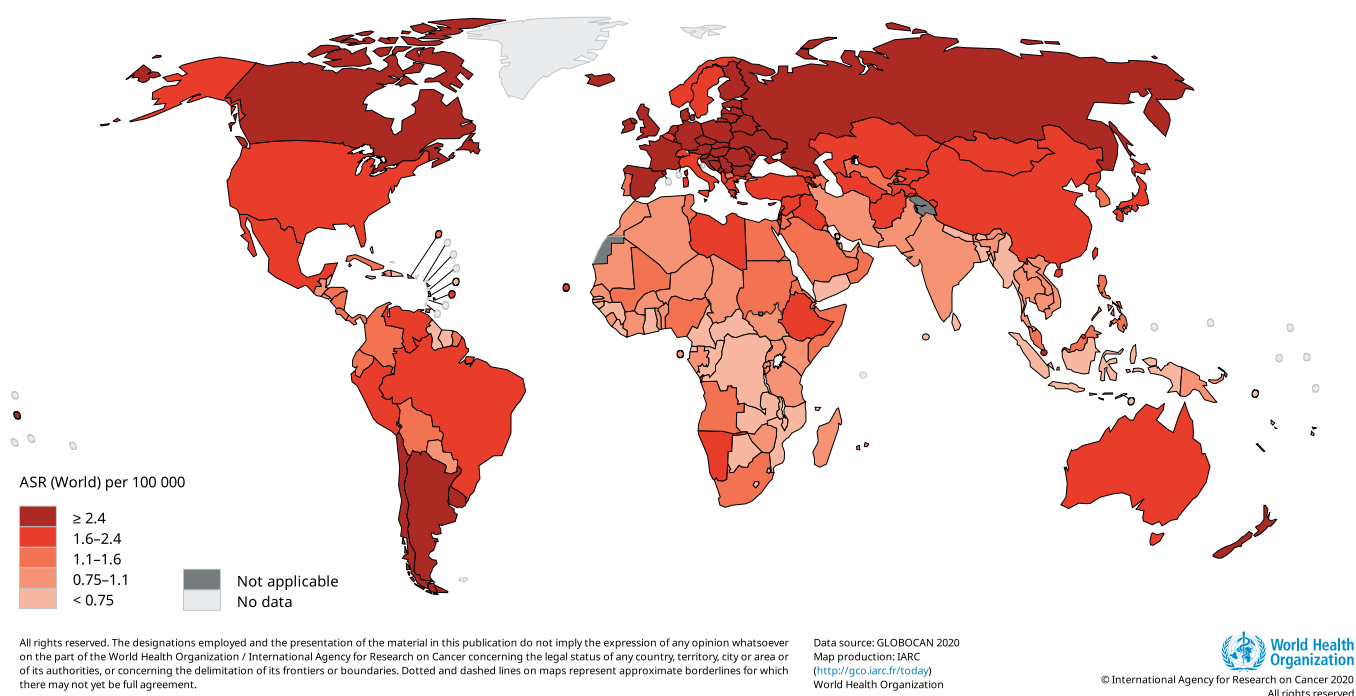 ASR (World) per 100 000
≥ 2.4
1.6–2.4
1.1–1.6
0.75–1.1
< 0.75
Not applicable
No data
All rights reserved. The designations employed and the presentation of the material in this publication do not imply the expression of any opinion whatsoever
on the part of the World Health Organization / International Agency for Research on Cancer concerning the legal status of any country, territory, city or area or
of its authorities, or concerning the delimitation of its frontiers or boundaries. Dotted and dashed lines on maps represent approximate borderlines for which
there may not yet be full agreement.
Data source: GLOBOCAN 2020
Map production: IARC
(http://gco.iarc.fr/today)
World Health Organization
World Health
Organization
© International Agency for Research on Cancer 2020
All rights reserved